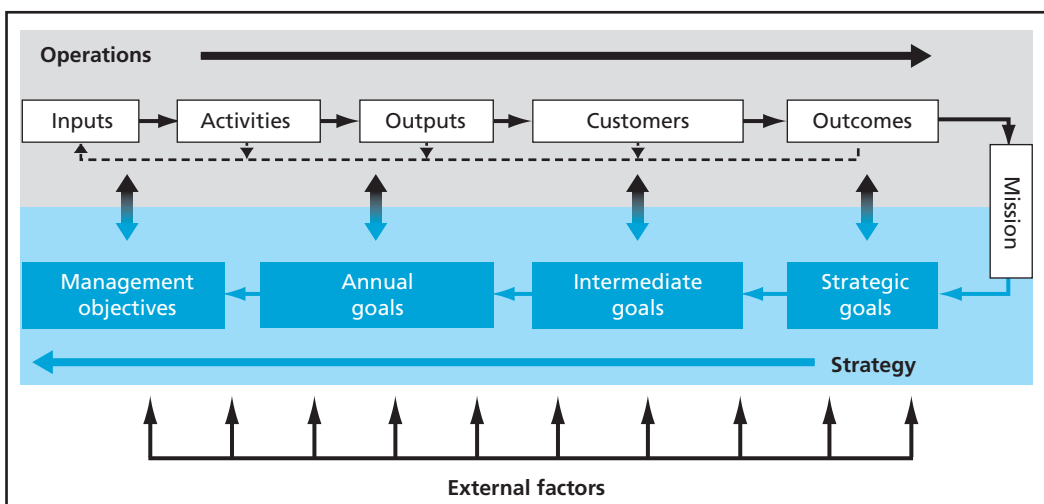 Operations
Inputs
Activities
Outputs
Customers
Outcomes
Mission
Management
objectives
Annual
goals
Intermediate
goals
Strategic
goals
Strategy
External factors